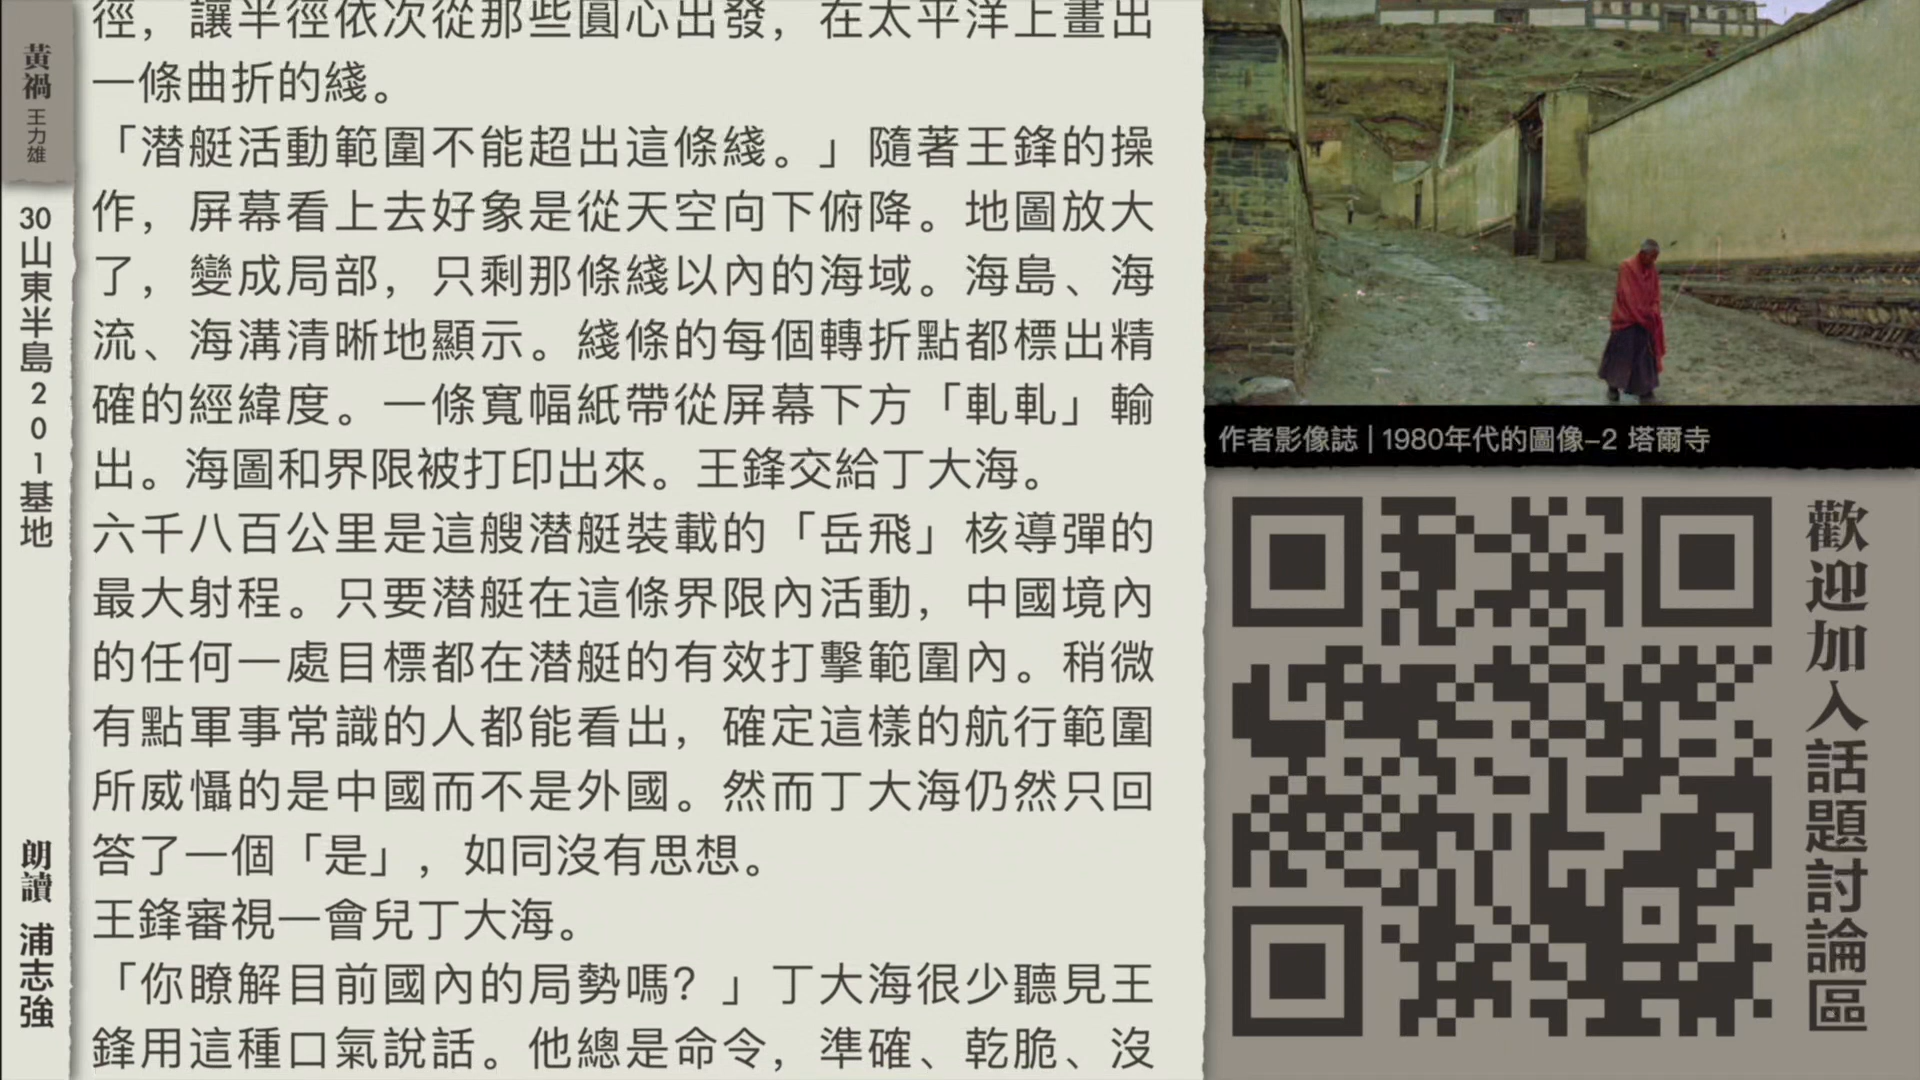 黃禍 王力雄
30山東半島201基地
朗讀 浦志強
徑，讓半徑依次從那些圓心出發，在太平洋上畫出
一條曲折的綫。
「潜艇活動範圍不能超出這條綫。」隨著王鋒的操
作，屏幕看上去好象是從天空向下俯降。地圖放大
了，變成局部，只剩那條綫以內的海域。海島、海
流、海溝清晰地顯示。綫條的每個轉折點都標出精
確的經緯度。一條寬幅紙帶從屏幕下方「軋軋」輸
出。海圖和界限被打印出來。王鋒交給丁大海。
六千八百公里是這艘潜艇裝載的「岳飛」核導彈的
最大射程。只要潜艇在這條界限內活動，中國境內
的任何一處目標都在潜艇的有效打擊範圍內。稍微
有點軍事常識的人都能看出，確定這樣的航行範圍
所威懾的是中國而不是外國。然而丁大海仍然只回
答了一個「是」，如同沒有思想。
王鋒審視一會兒丁大海。
「你瞭解目前國內的局勢嗎？」丁大海很少聽見王
鋒用這種口氣說話。他總是命令，準確、乾脆、沒
作者影像誌 | 1980年代的圖像–2 塔爾寺
歡迎加入話題討論區